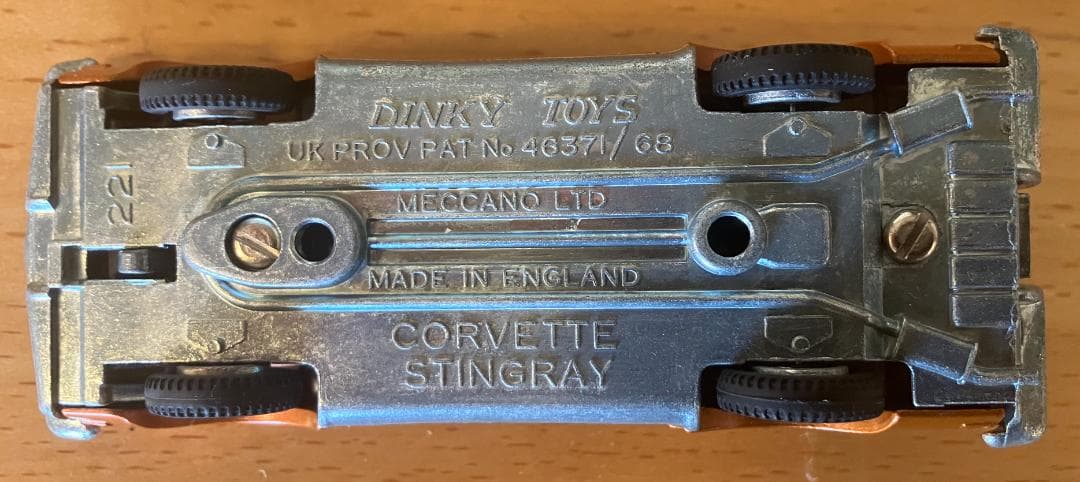 DINKY TOYS
UK PROV PAT No 46371/68
221
MECCANO LTD
MADE IN ENGLAND
CORVETTE
STINGRAY